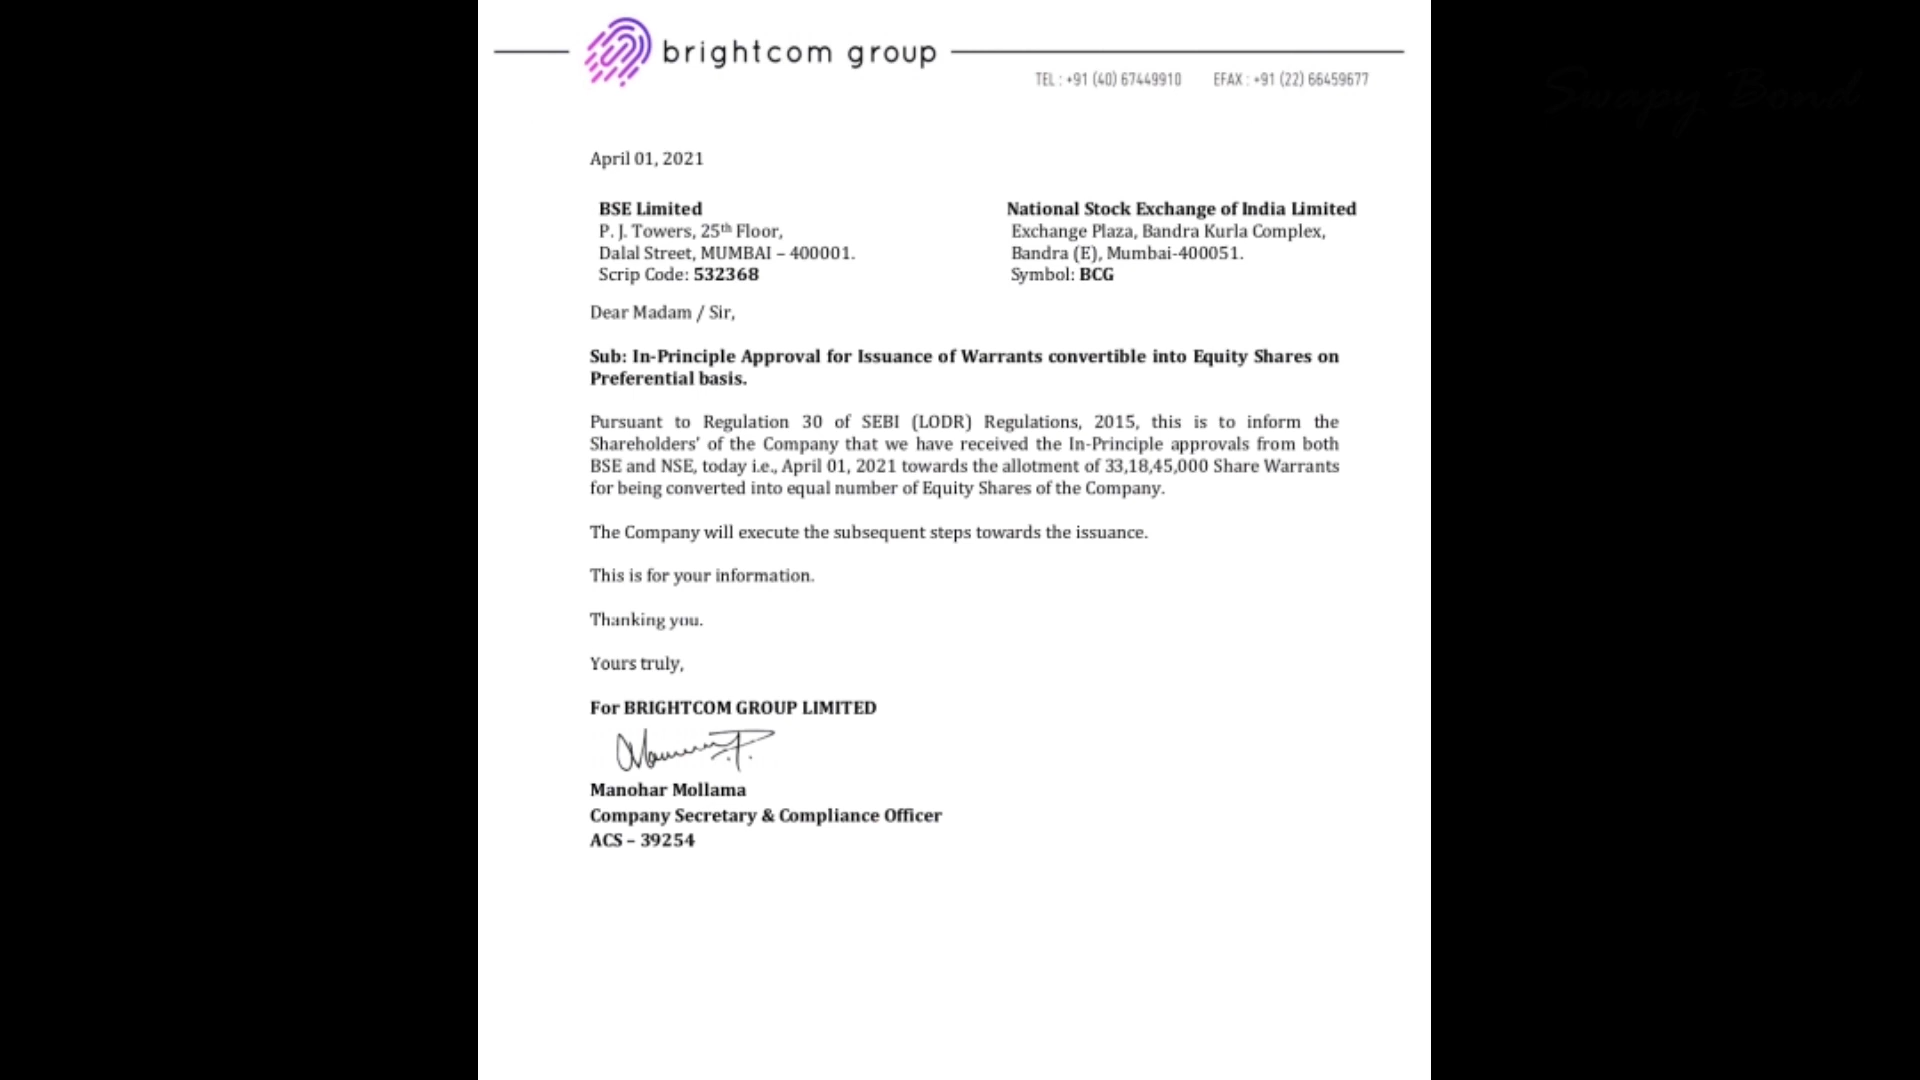 brightcom group
TEL : +91 (40) 67449910 EFAX : +91 (22) 66459677
Swapy Bond
April 01, 2021
BSE Limited
P. J. Towers, 25th Floor,
Dalal Street, MUMBAI – 400001.
Scrip Code: 532368
National Stock Exchange of India Limited
Exchange Plaza, Bandra Kurla Complex,
Bandra (E), Mumbai-400051.
Symbol: BCG
Dear Madam / Sir,
Sub: In-Principle Approval for Issuance of Warrants convertible into Equity Shares on
Preferential basis.
Pursuant to Regulation 30 of SEBI (LODR) Regulations, 2015, this is to inform the
Shareholders’ of the Company that we have received the In-Principle approvals from both
BSE and NSE, today i.e., April 01, 2021 towards the allotment of 33,18,45,000 Share Warrants
for being converted into equal number of Equity Shares of the Company.
The Company will execute the subsequent steps towards the issuance.
This is for your information.
Thanking you.
Yours truly,
For BRIGHTCOM GROUP LIMITED
Manohar Mollama
Company Secretary & Compliance Officer
ACS – 39254